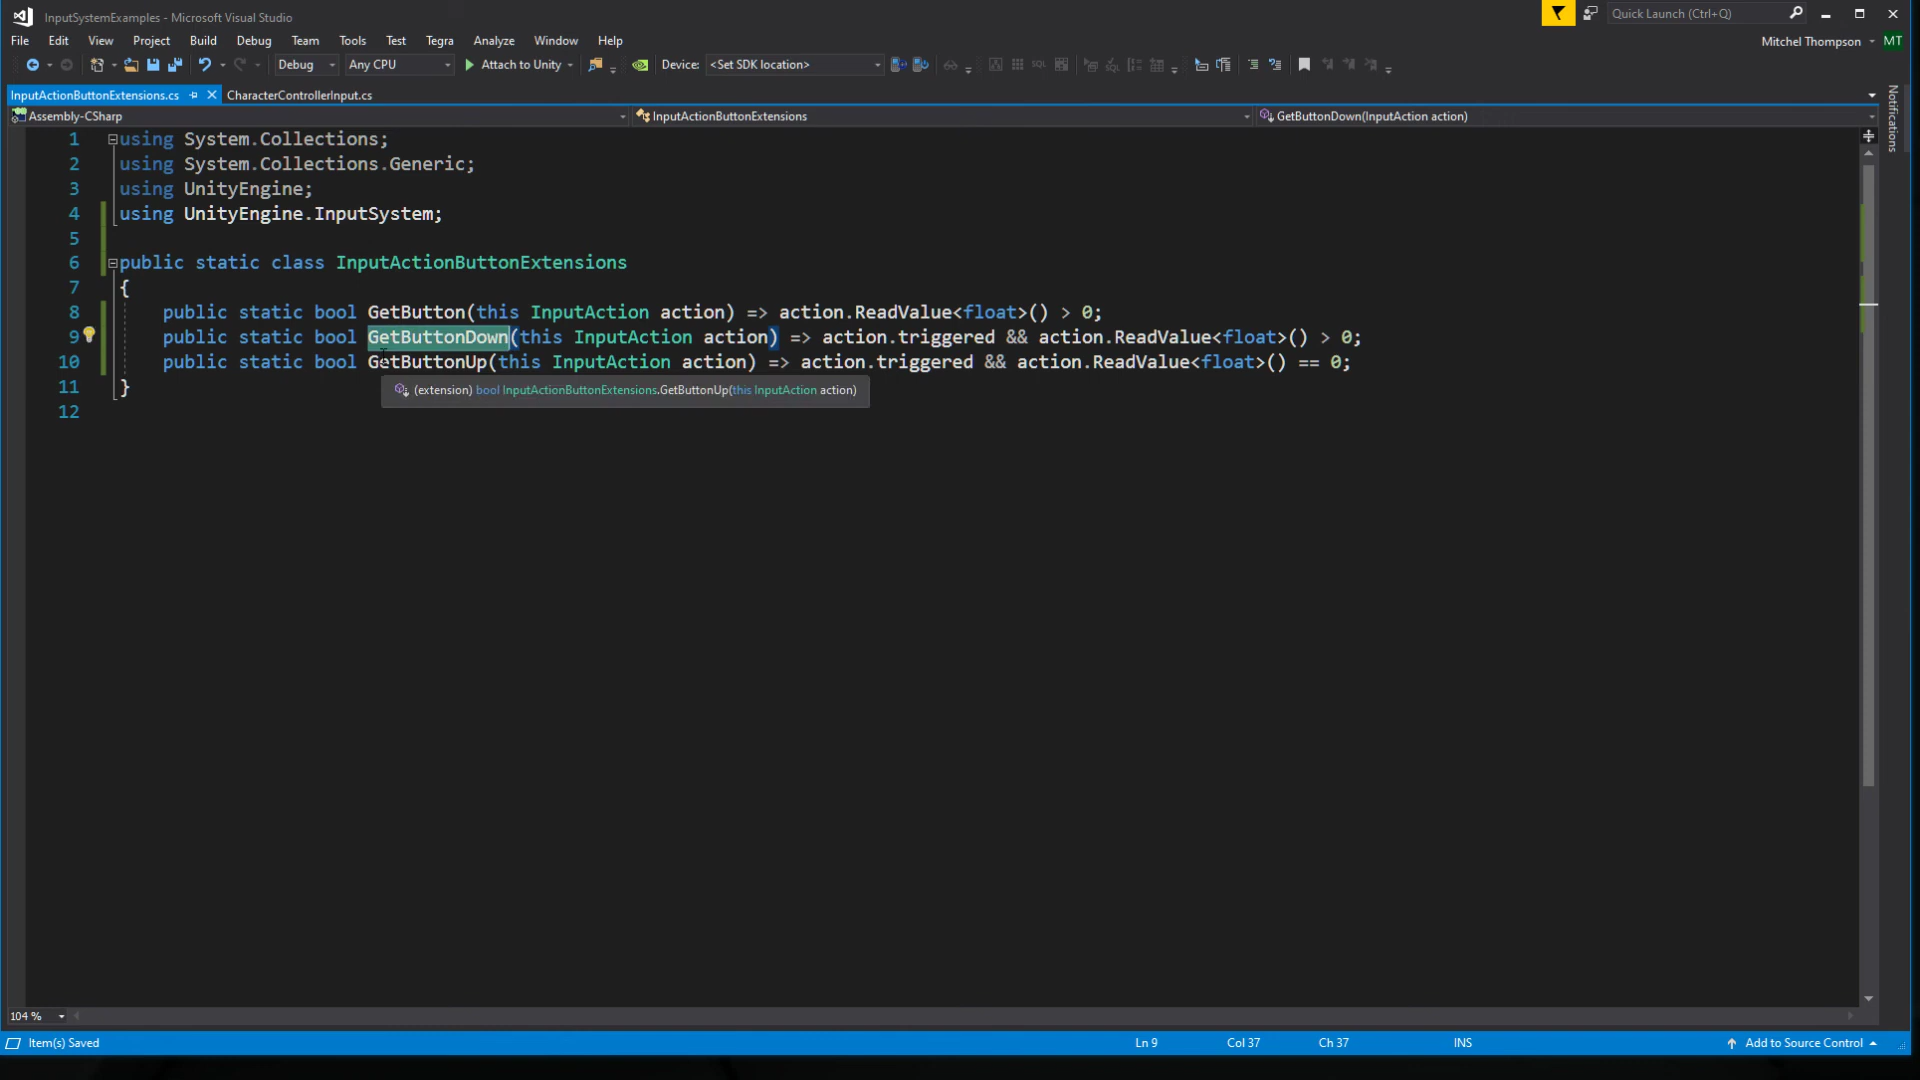 InputSystemExamples - Microsoft Visual Studio
Quick Launch (Ctrl+Q)
File Edit View Project Build Debug Team Tools Test Tegra Analyze Window Help
Mitchel Thompson MT
Debug Any CPU Attach to Unity Device: <Set SDK location>
InputActionButtonExtensions.cs CharacterControllerInput.cs
Assembly-CSharp InputActionButtonExtensions GetButtonDown(InputAction action)
Notifications
1 using System.Collections;
2 using System.Collections.Generic;
3 using UnityEngine;
4 using UnityEngine.InputSystem;
5
6 public static class InputActionButtonExtensions
7 {
8 public static bool GetButton(this InputAction action) => action.ReadValue<float>() > 0;
9 public static bool GetButtonDown(this InputAction action) => action.triggered && action.ReadValue<float>() > 0;
10 public static bool GetButtonUp(this InputAction action) => action.triggered && action.ReadValue<float>() == 0;
11 }
(extension) bool InputActionButtonExtensions.GetButtonUp(this InputAction action)
12
104 %
Item(s) Saved Ln 9 Col 37 Ch 37 INS Add to Source Control